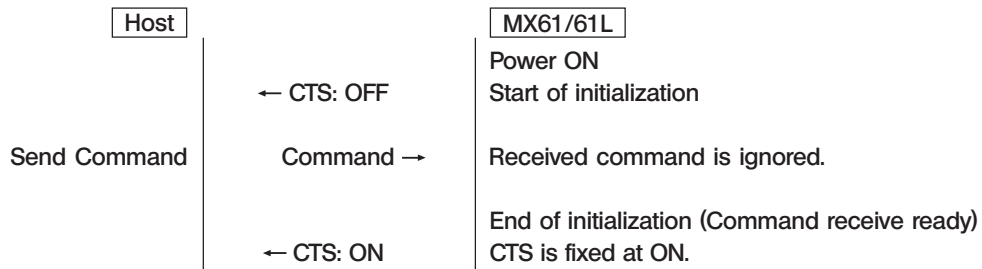 Host MX61/61L
Power ON
← CTS: OFF Start of initialization
Send Command Command → Received command is ignored.
End of initialization (Command receive ready)
← CTS: ON CTS is fixed at ON.